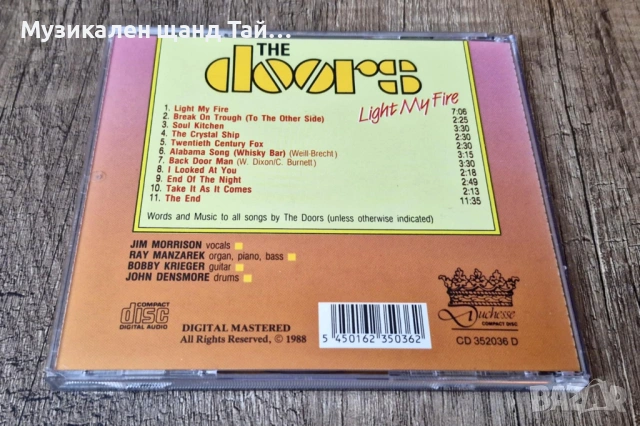 Музикален щанд Тай...
THE
doors
Light My Fire
1. Light My Fire 7:06
2. Break On Trough (To The Other Side) 2:25
3. Soul Kitchen 3:30
4. The Crystal Ship 2:30
5. Twentieth Century Fox 2:30
6. Alabama Song (Whisky Bar) (Weill-Brecht) 3:15
7. Back Door Man (W. Dixon/C. Burnett) 3:30
8. I Looked At You 2:18
9. End Of The Night 2:49
10. Take It As It Comes 2:13
11. The End 11:35
Words and Music to all songs by The Doors (unless otherwise indicated)
JIM MORRISON vocals
RAY MANZAREK organ, piano, bass
BOBBY KRIEGER guitar
JOHN DENSMORE drums
COMPACT
disc
DIGITAL AUDIO
DIGITAL MASTERED
All Rights Reserved, © 1988
5 450162 350362
Duchesse
COMPACT DISC
CD 352036 D
BAZAR